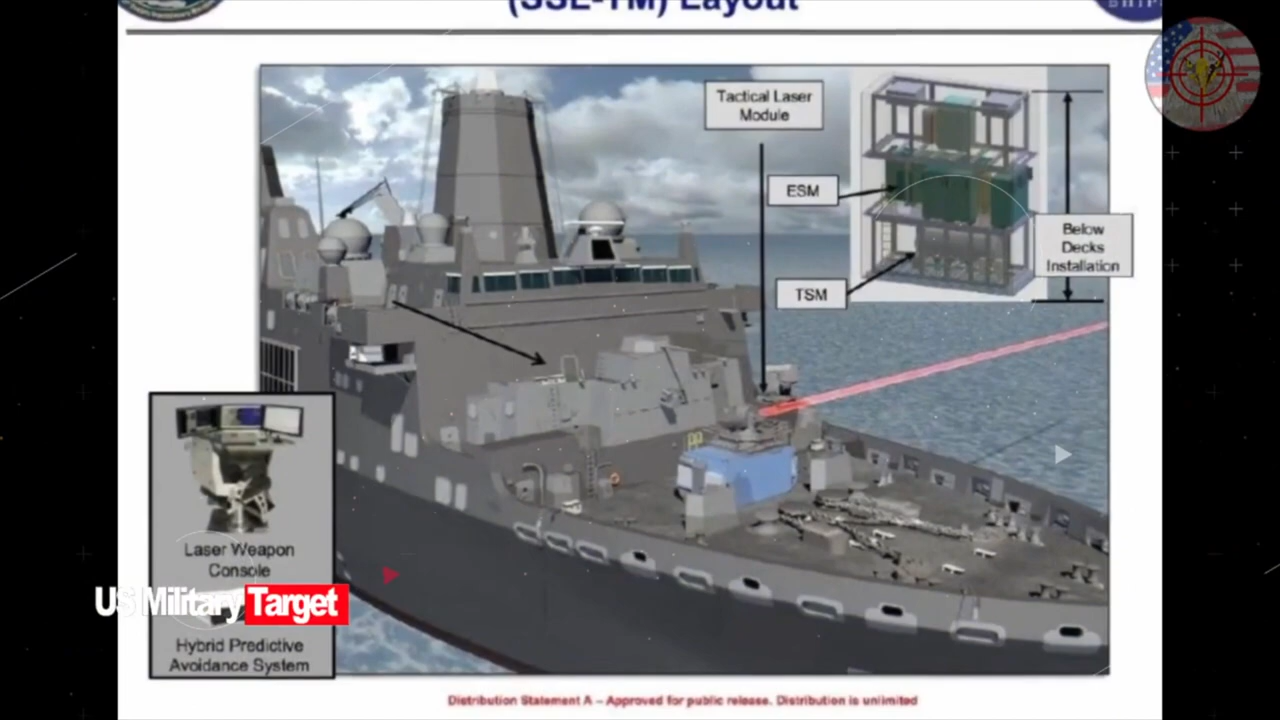 (SSL-TM) Layout
SHIPS
Tactical Laser
Module
ESM
Below
Decks
Installation
TSM
Laser Weapon
Console
US Military Target
Hybrid Predictive
Avoidance System
Distribution Statement A – Approved for public release. Distribution is unlimited